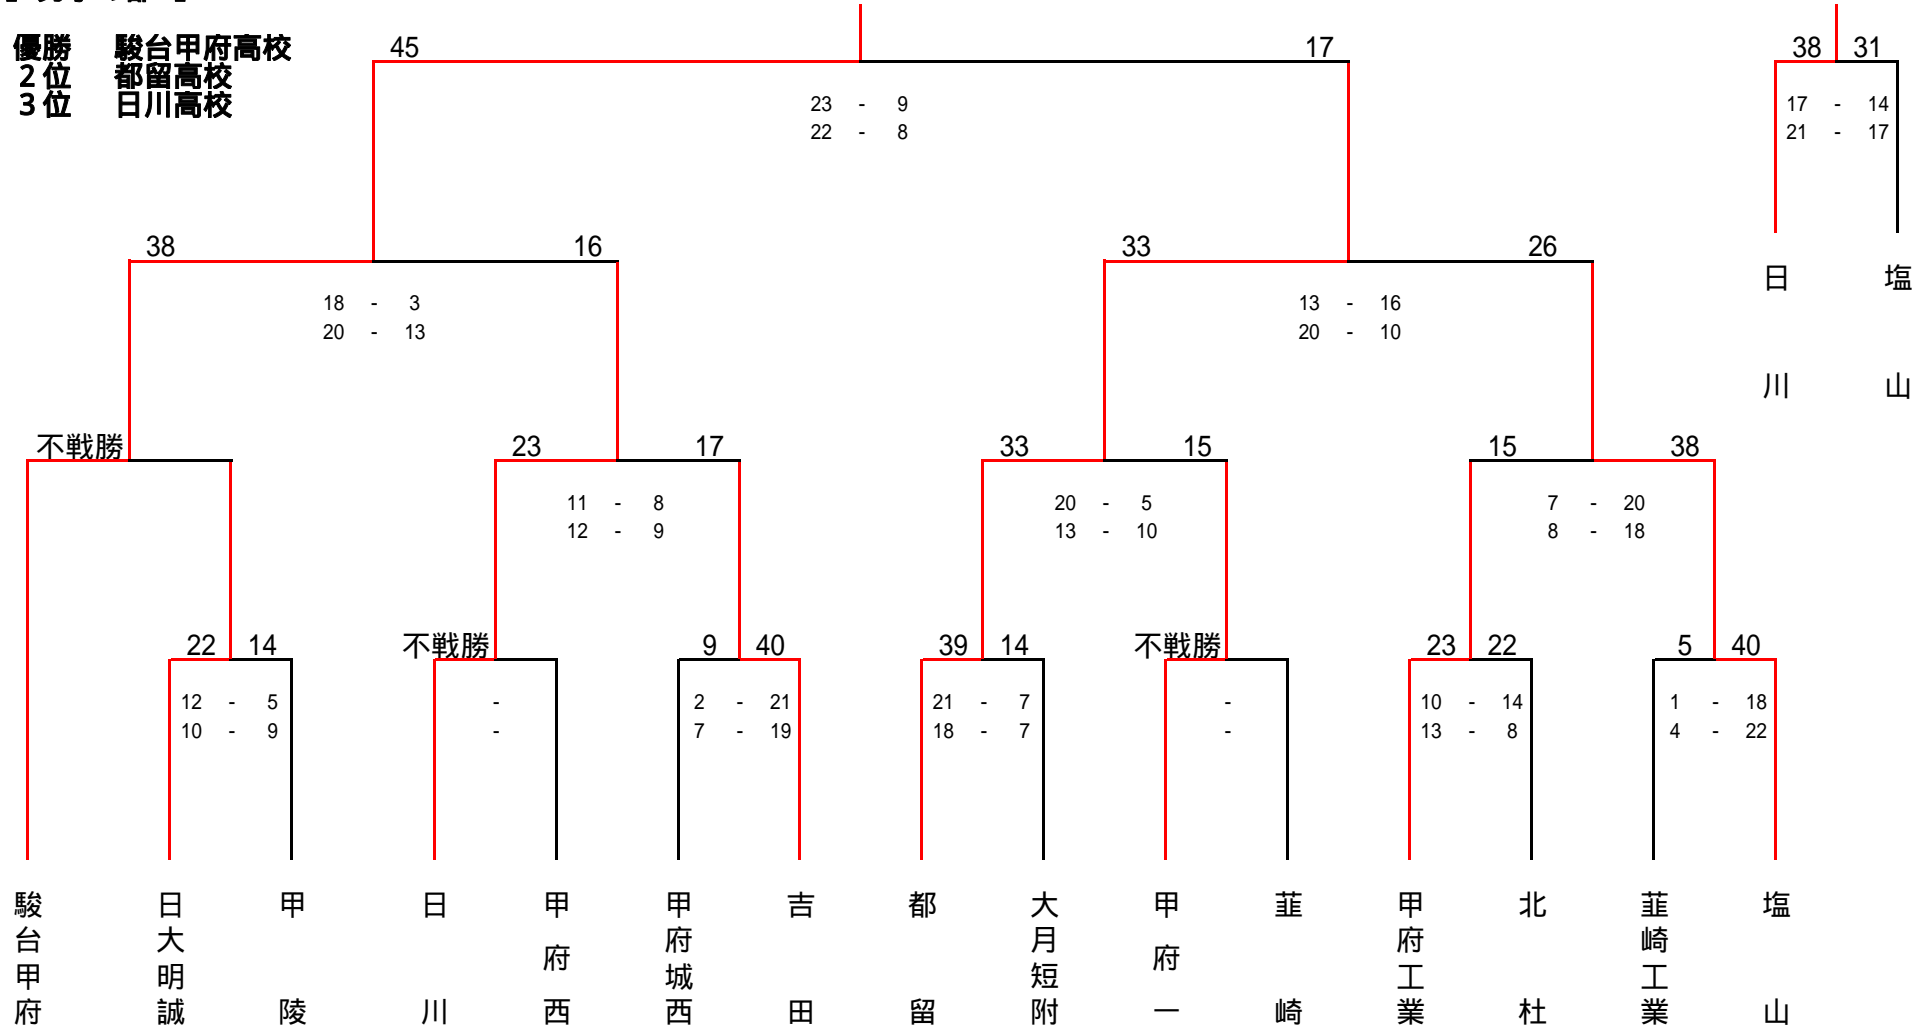 優勝 駿台甲府高校
2位 都留高校
3位 日川高校
45 17
23 - 9
22 - 8
38 31
17 - 14
21 - 17
日川
塩山
38 16
18 - 3
20 - 13
33 26
13 - 16
20 - 10
不戦勝
23 17
11 - 8
12 - 9
33 15
20 - 5
13 - 10
15 38
7 - 20
8 - 18
22 14
12 - 5
10 - 9
不戦勝
-
-
9 40
2 - 21
7 - 19
39 14
21 - 7
18 - 7
不戦勝
-
-
23 22
10 - 14
13 - 8
5 40
1 - 18
4 - 22
駿台甲府
日大明誠
甲陵
日川
甲府西
甲府城西
吉田
都留
大月短附
甲府一
韮崎
甲府工業
北杜
韮崎工業
塩山